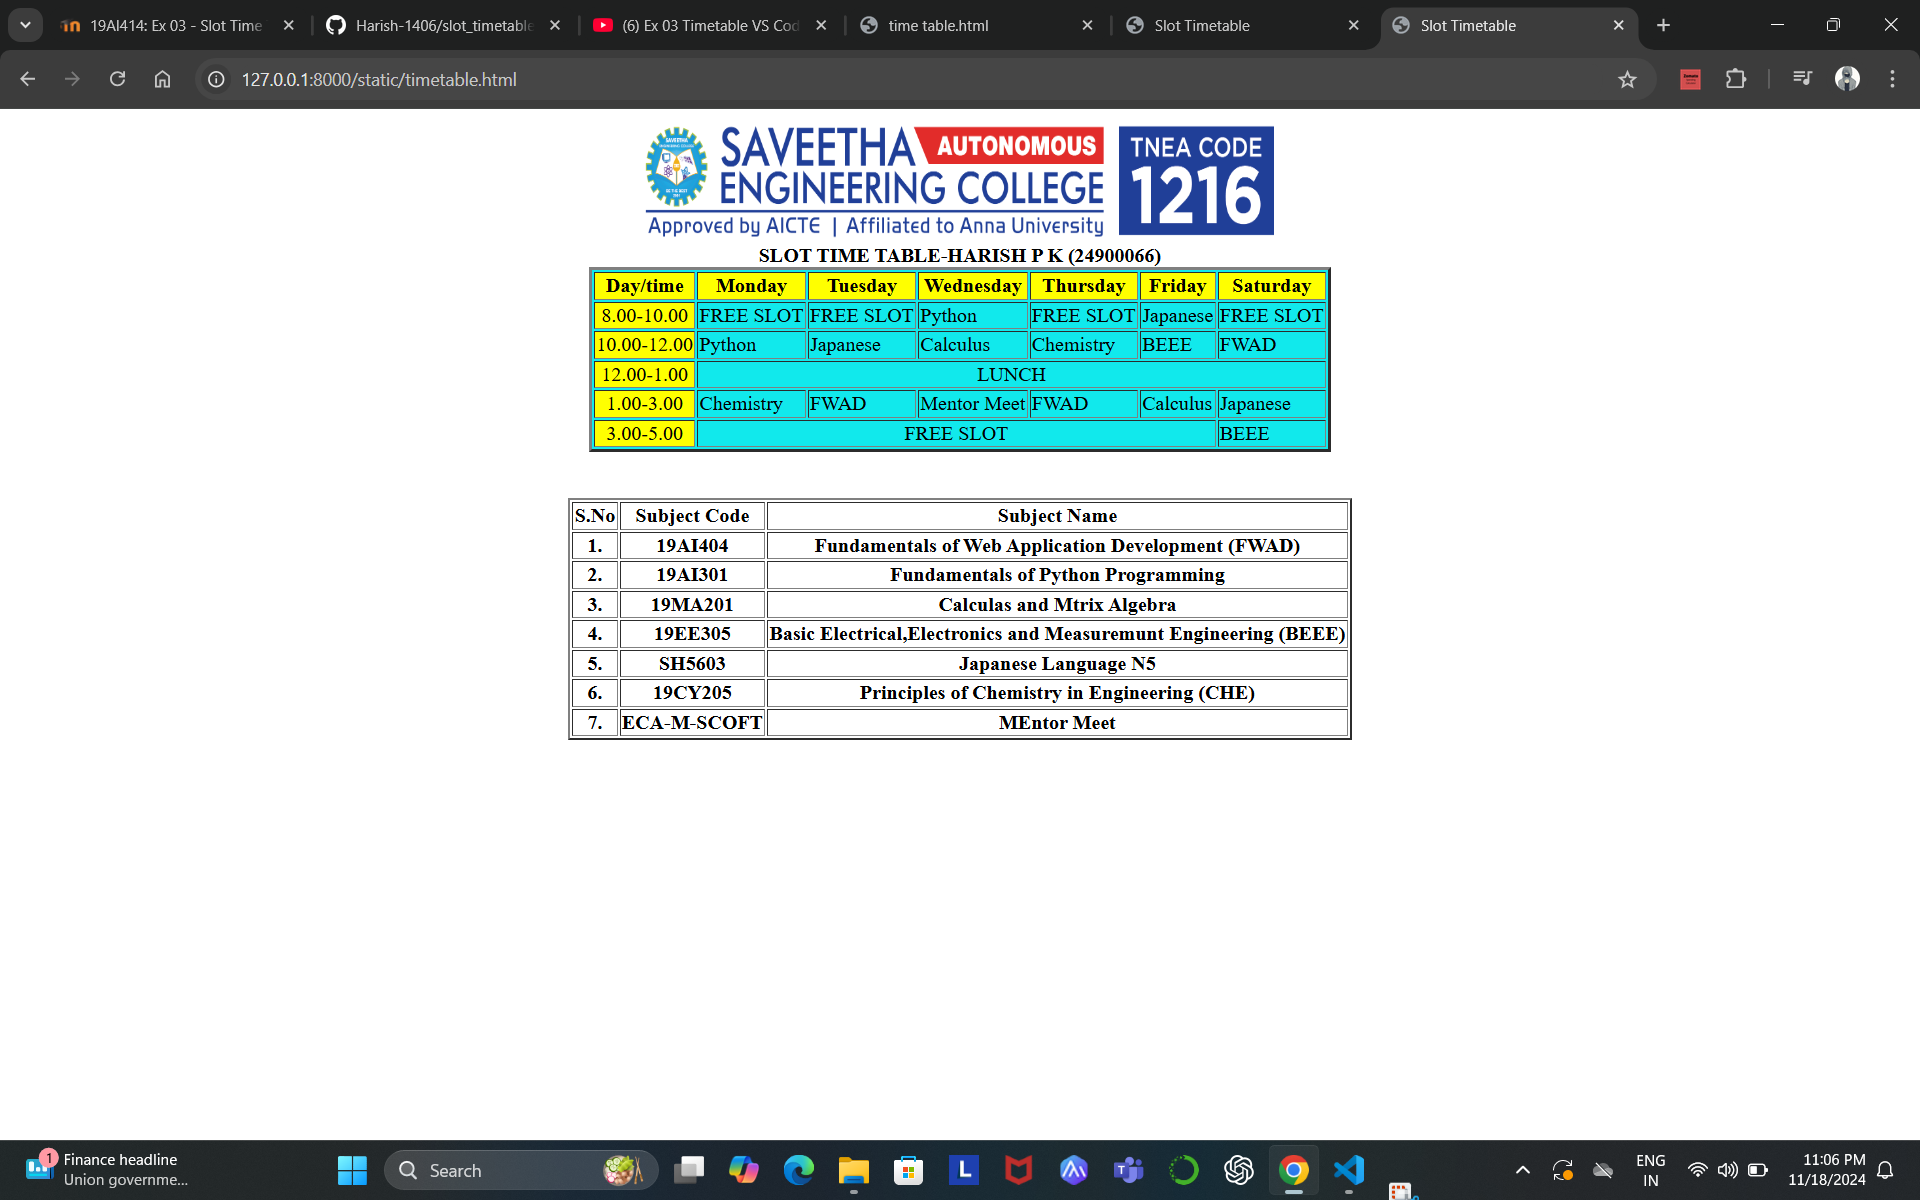 19AI414: Ex 03 - Slot Time
Harish-1406/slot_timetable
(6) Ex 03 Timetable VS Cod
time table.html
Slot Timetable
Slot Timetable
127.0.0.1:8000/static/timetable.html
SAVEETHA AUTONOMOUS
ENGINEERING COLLEGE
Approved by AICTE | Affiliated to Anna University
TNEA CODE
1216
SLOT TIME TABLE-HARISH P K (24900066)
Day/time Monday Tuesday Wednesday Thursday Friday Saturday
8.00-10.00 FREE SLOT FREE SLOT Python FREE SLOT Japanese FREE SLOT
10.00-12.00 Python Japanese Calculus Chemistry BEEE FWAD
12.00-1.00 LUNCH
1.00-3.00 Chemistry FWAD Mentor Meet FWAD Calculus Japanese
3.00-5.00 FREE SLOT BEEE
S.No Subject Code Subject Name
1. 19AI404 Fundamentals of Web Application Development (FWAD)
2. 19AI301 Fundamentals of Python Programming
3. 19MA201 Calculas and Mtrix Algebra
4. 19EE305 Basic Electrical,Electronics and Measuremunt Engineering (BEEE)
5. SH5603 Japanese Language N5
6. 19CY205 Principles of Chemistry in Engineering (CHE)
7. ECA-M-SCOFT MEntor Meet
1
Finance headline
Union governme...
Search
L
ENG
IN
11:06 PM
11/18/2024